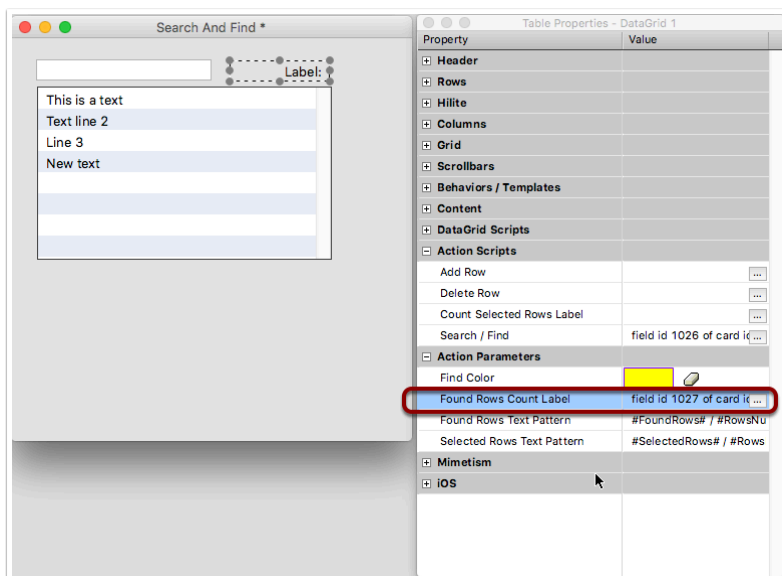 Search And Find *
Label:
This is a text
Text line 2
Line 3
New text
Table Properties - DataGrid 1
Property Value
Header
Rows
Hilite
Columns
Grid
Scrollbars
Behaviors / Templates
Content
DataGrid Scripts
Action Scripts
Add Row ...
Delete Row ...
Count Selected Rows Label ...
Search / Find field id 1026 of card id ...
Action Parameters
Find Color
Found Rows Count Label field id 1027 of card id ...
Found Rows Text Pattern #FoundRows# / #RowsNu
Selected Rows Text Pattern #SelectedRows# / #Rows
Mimetism
iOS